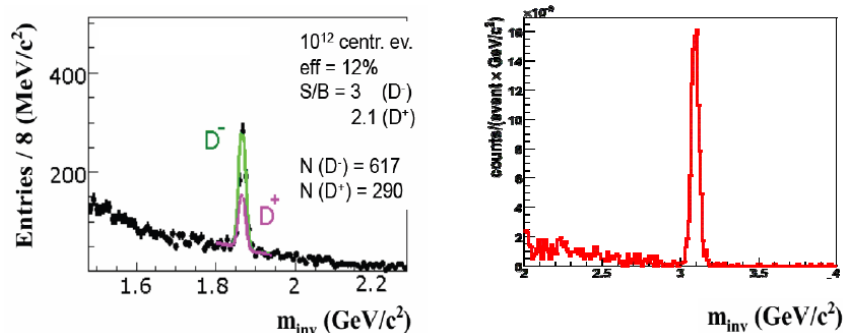 Entries / 8 (MeV/c²)
400
200
10¹² centr. ev.
eff = 12%
S/B = 3 (D⁻)
2.1 (D⁺)
D⁻
D⁺
N (D⁻) = 617
N (D⁺) = 290
1.6 1.8 2 2.2
m_inv (GeV/c²)
×10⁻⁹
counts/(event × GeV/c²)
16
14
12
10
8
6
4
2
0
2 2.5 3 3.5 4
m_inv (GeV/c²)